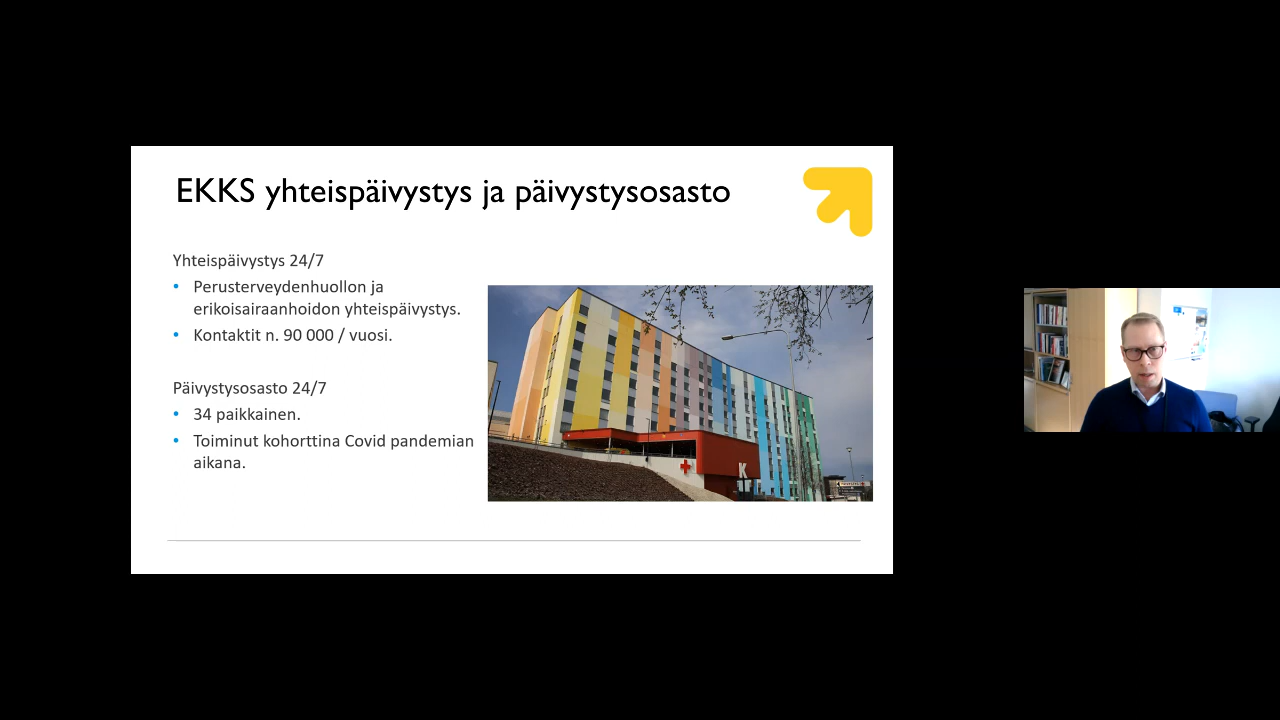 EKKS yhteispäivystys ja päivystysosasto
Yhteispäivystys 24/7
• Perusterveydenhuollon ja
erikoisairaanhoidon yhteispäivystys.
• Kontaktit n. 90 000 / vuosi.
Päivystysosasto 24/7
• 34 paikkainen.
• Toiminut kohorttina Covid pandemian
aikana.
K